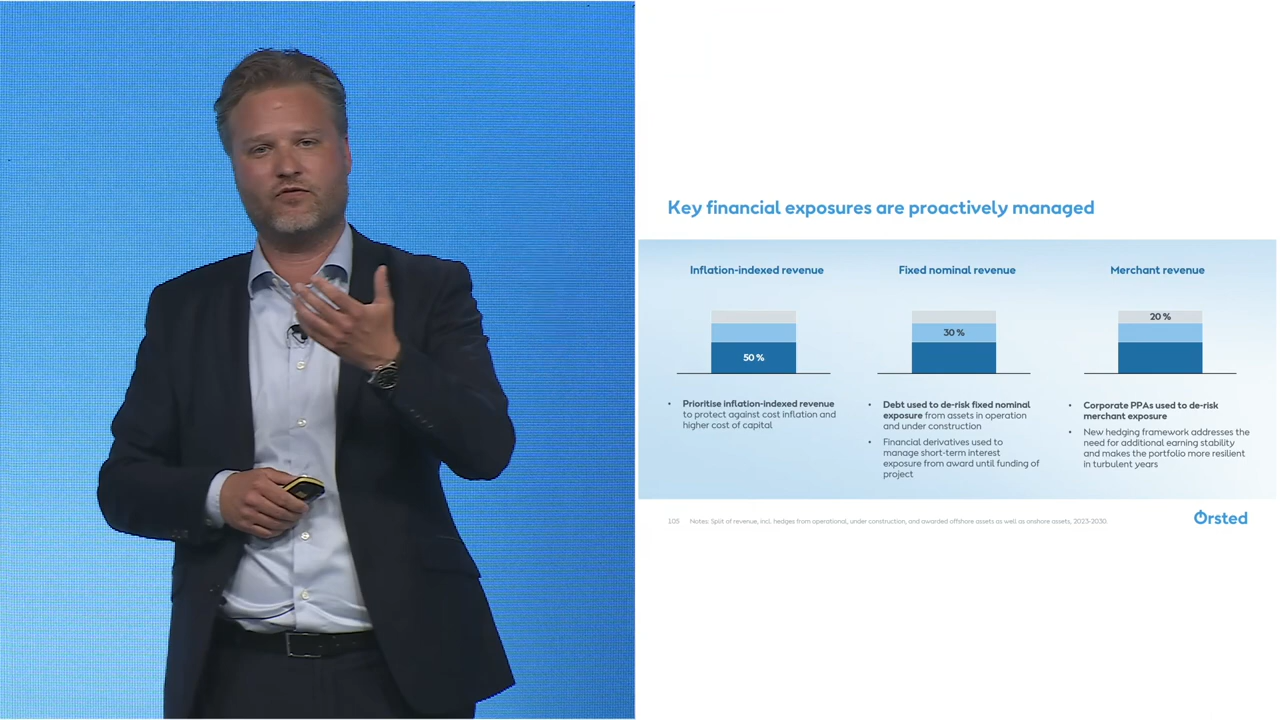 Key financial exposures are proactively managed
Inflation-indexed revenue
50 %
• Prioritise inflation-indexed revenue
to protect against cost inflation and
higher cost of capital
Fixed nominal revenue
30 %
• Debt used to de-risk fixed nominal
exposure from assets in operation
and under construction
• Financial derivatives used to
manage short-term interest
exposure from award until funding of
project
Merchant revenue
20 %
• Corporate PPAs used to de-risk
merchant exposure
• New hedging framework addresses the
need for additional earning stability
and makes the portfolio more resilient
in turbulent years
105 Notes: Split of revenue, incl. hedges from operational, under construction, and awarded offshore assets as well as onshore assets, 2023-2030.
Ørsted